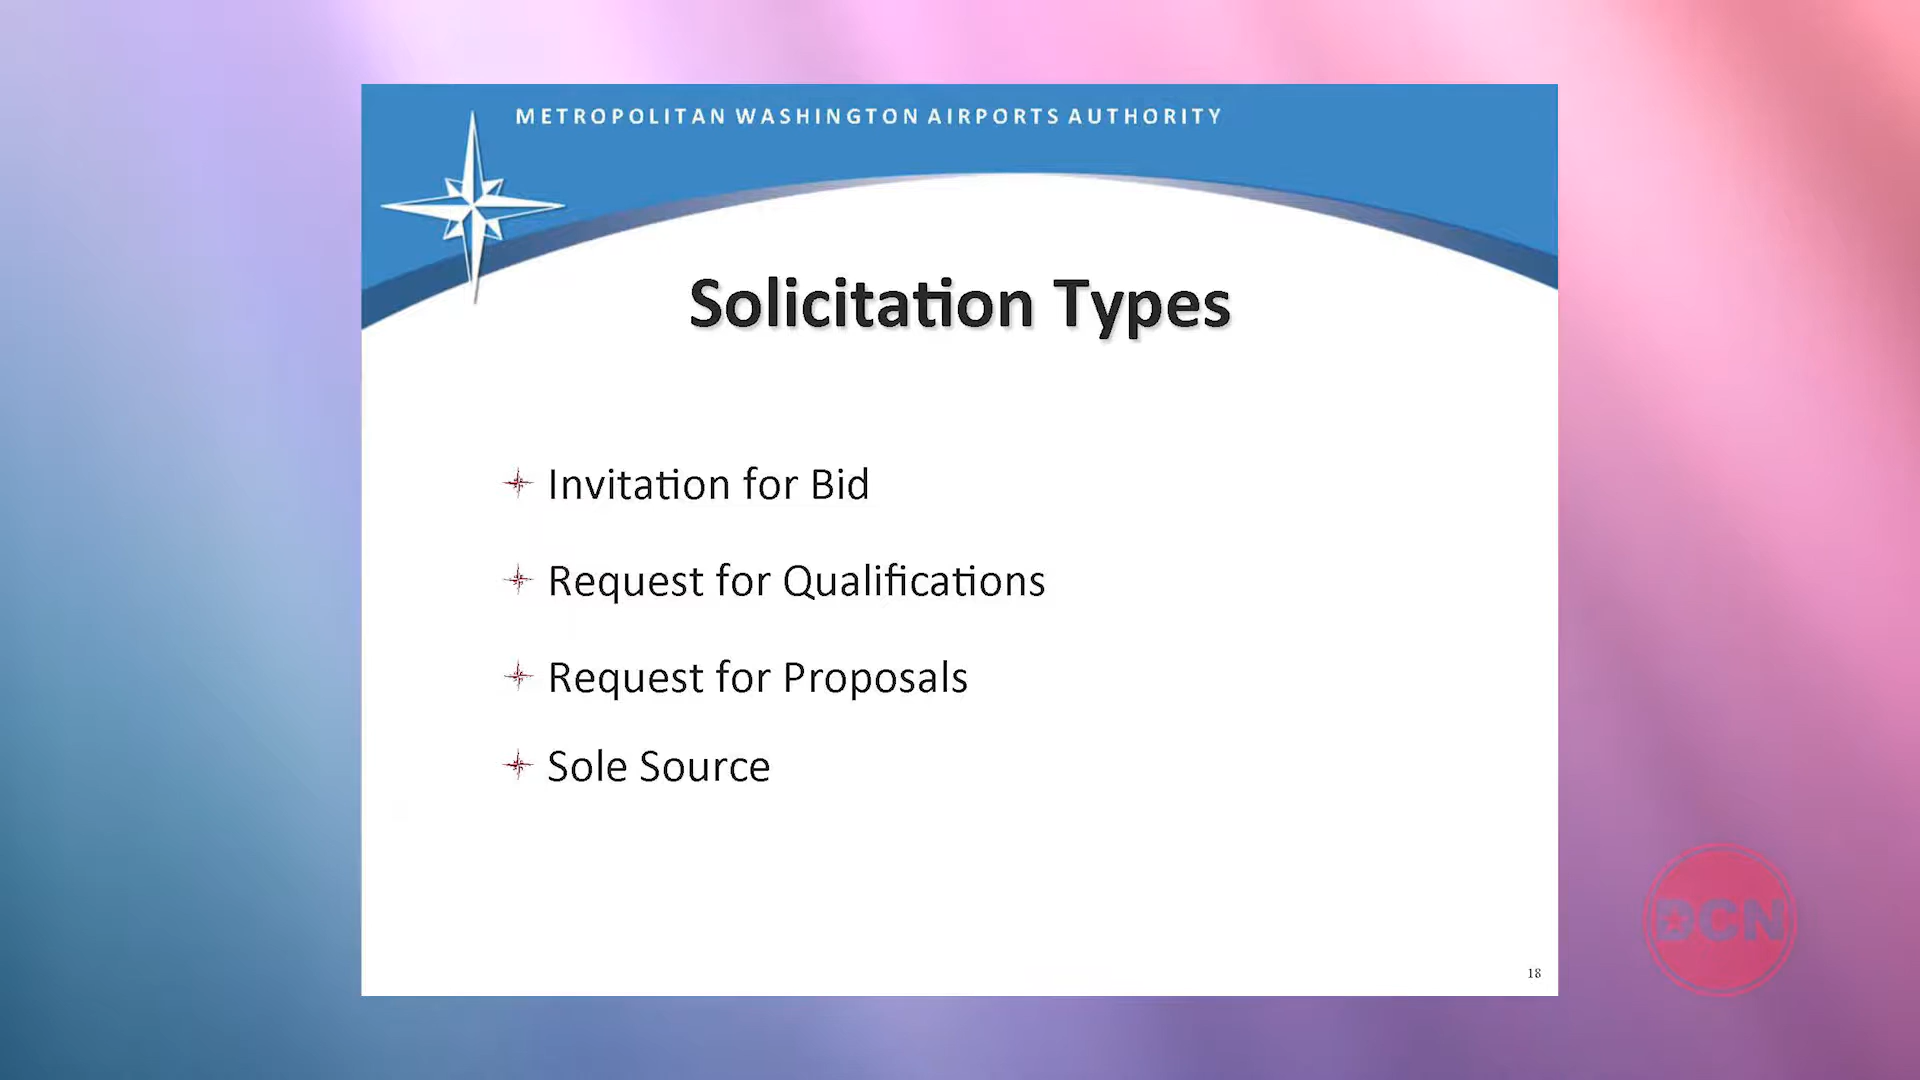 METROPOLITAN WASHINGTON AIRPORTS AUTHORITY
Solicitation Types
Invitation for Bid
Request for Qualifications
Request for Proposals
Sole Source
18
DCN